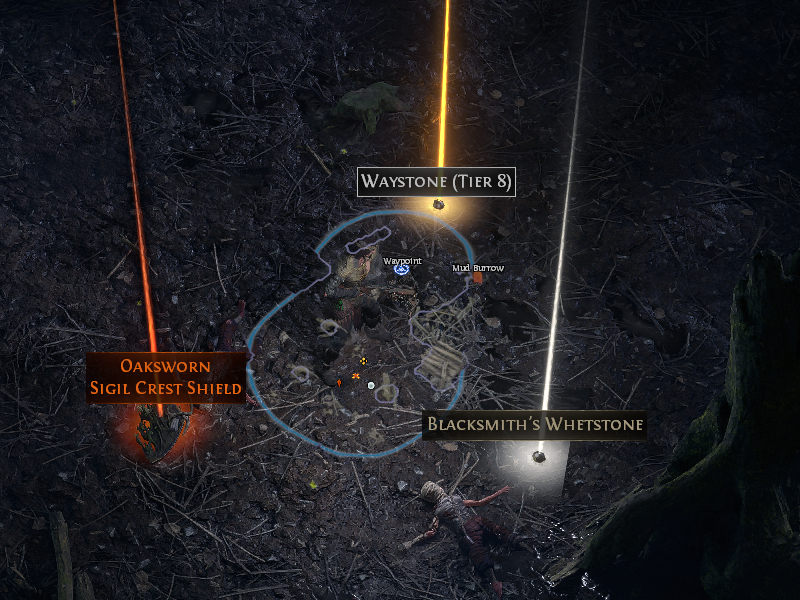 Waystone (Tier 8)
Waypoint
Mud Burrow
Oaksworn
Sigil Crest Shield
Blacksmith's Whetstone